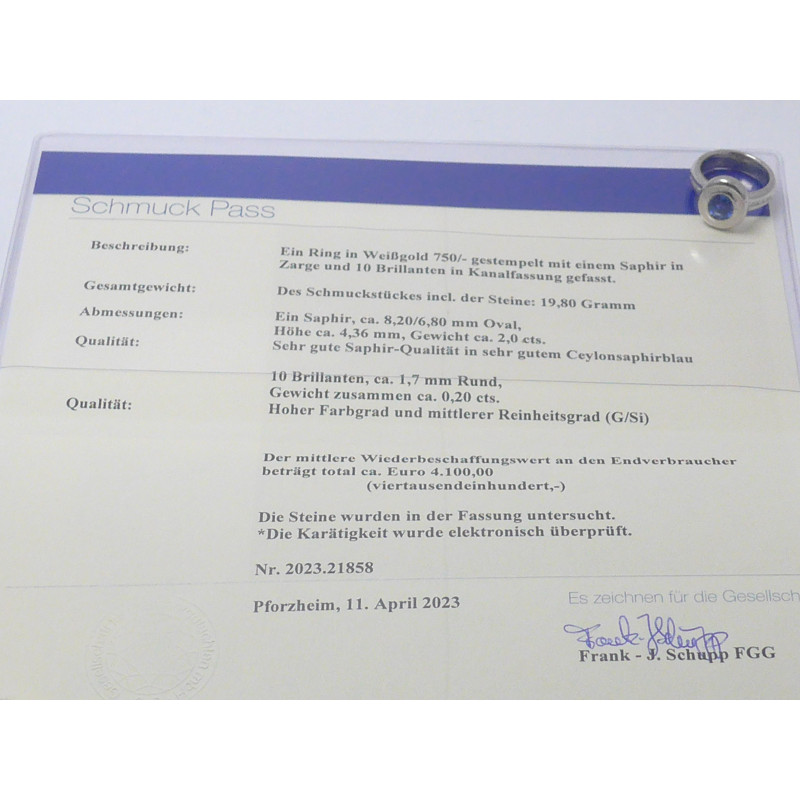 Schmuck Pass
Beschreibung: Ein Ring in Weißgold 750/- gestempelt mit einem Saphir in
Zarge und 10 Brillanten in Kanalfassung gefasst.
Gesamtgewicht: Des Schmuckstückes incl. der Steine: 19,80 Gramm
Abmessungen: Ein Saphir, ca. 8,20/6,80 mm Oval,
Höhe ca. 4,36 mm, Gewicht ca. 2,0 cts.
Qualität: Sehr gute Saphir-Qualität in sehr gutem Ceylonsaphirblau
10 Brillanten, ca. 1,7 mm Rund,
Gewicht zusammen ca. 0,20 cts.
Qualität: Hoher Farbgrad und mittlerer Reinheitsgrad (G/Si)
Der mittlere Wiederbeschaffungswert an den Endverbraucher
beträgt total ca. Euro 4.100,00
(viertausendeinhundert,-)
Die Steine wurden in der Fassung untersucht.
*Die Karätigkeit wurde elektronisch überprüft.
Nr. 2023.21858
Pforzheim, 11. April 2023
Es zeichnen für die Gesellsch
Frank - J. Schupp FGG